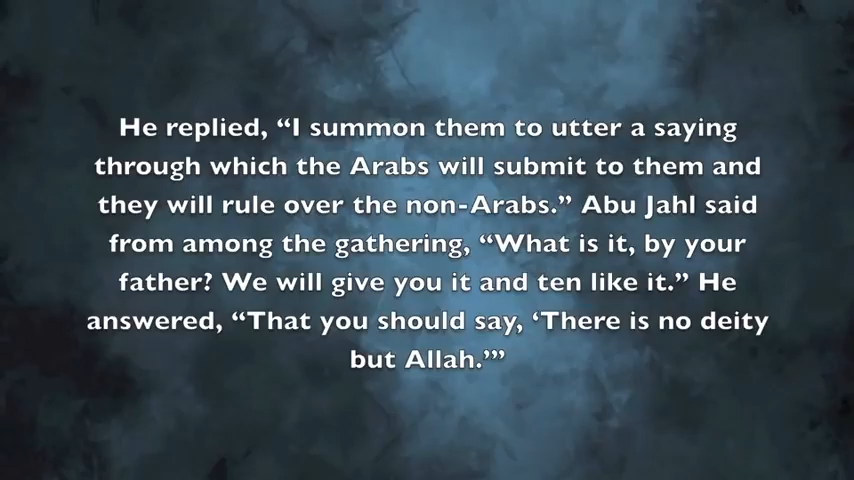 He replied, “I summon them to utter a saying
through which the Arabs will submit to them and
they will rule over the non-Arabs.” Abu Jahl said
from among the gathering, “What is it, by your
father? We will give you it and ten like it.” He
answered, “That you should say, ‘There is no deity
but Allah.’”